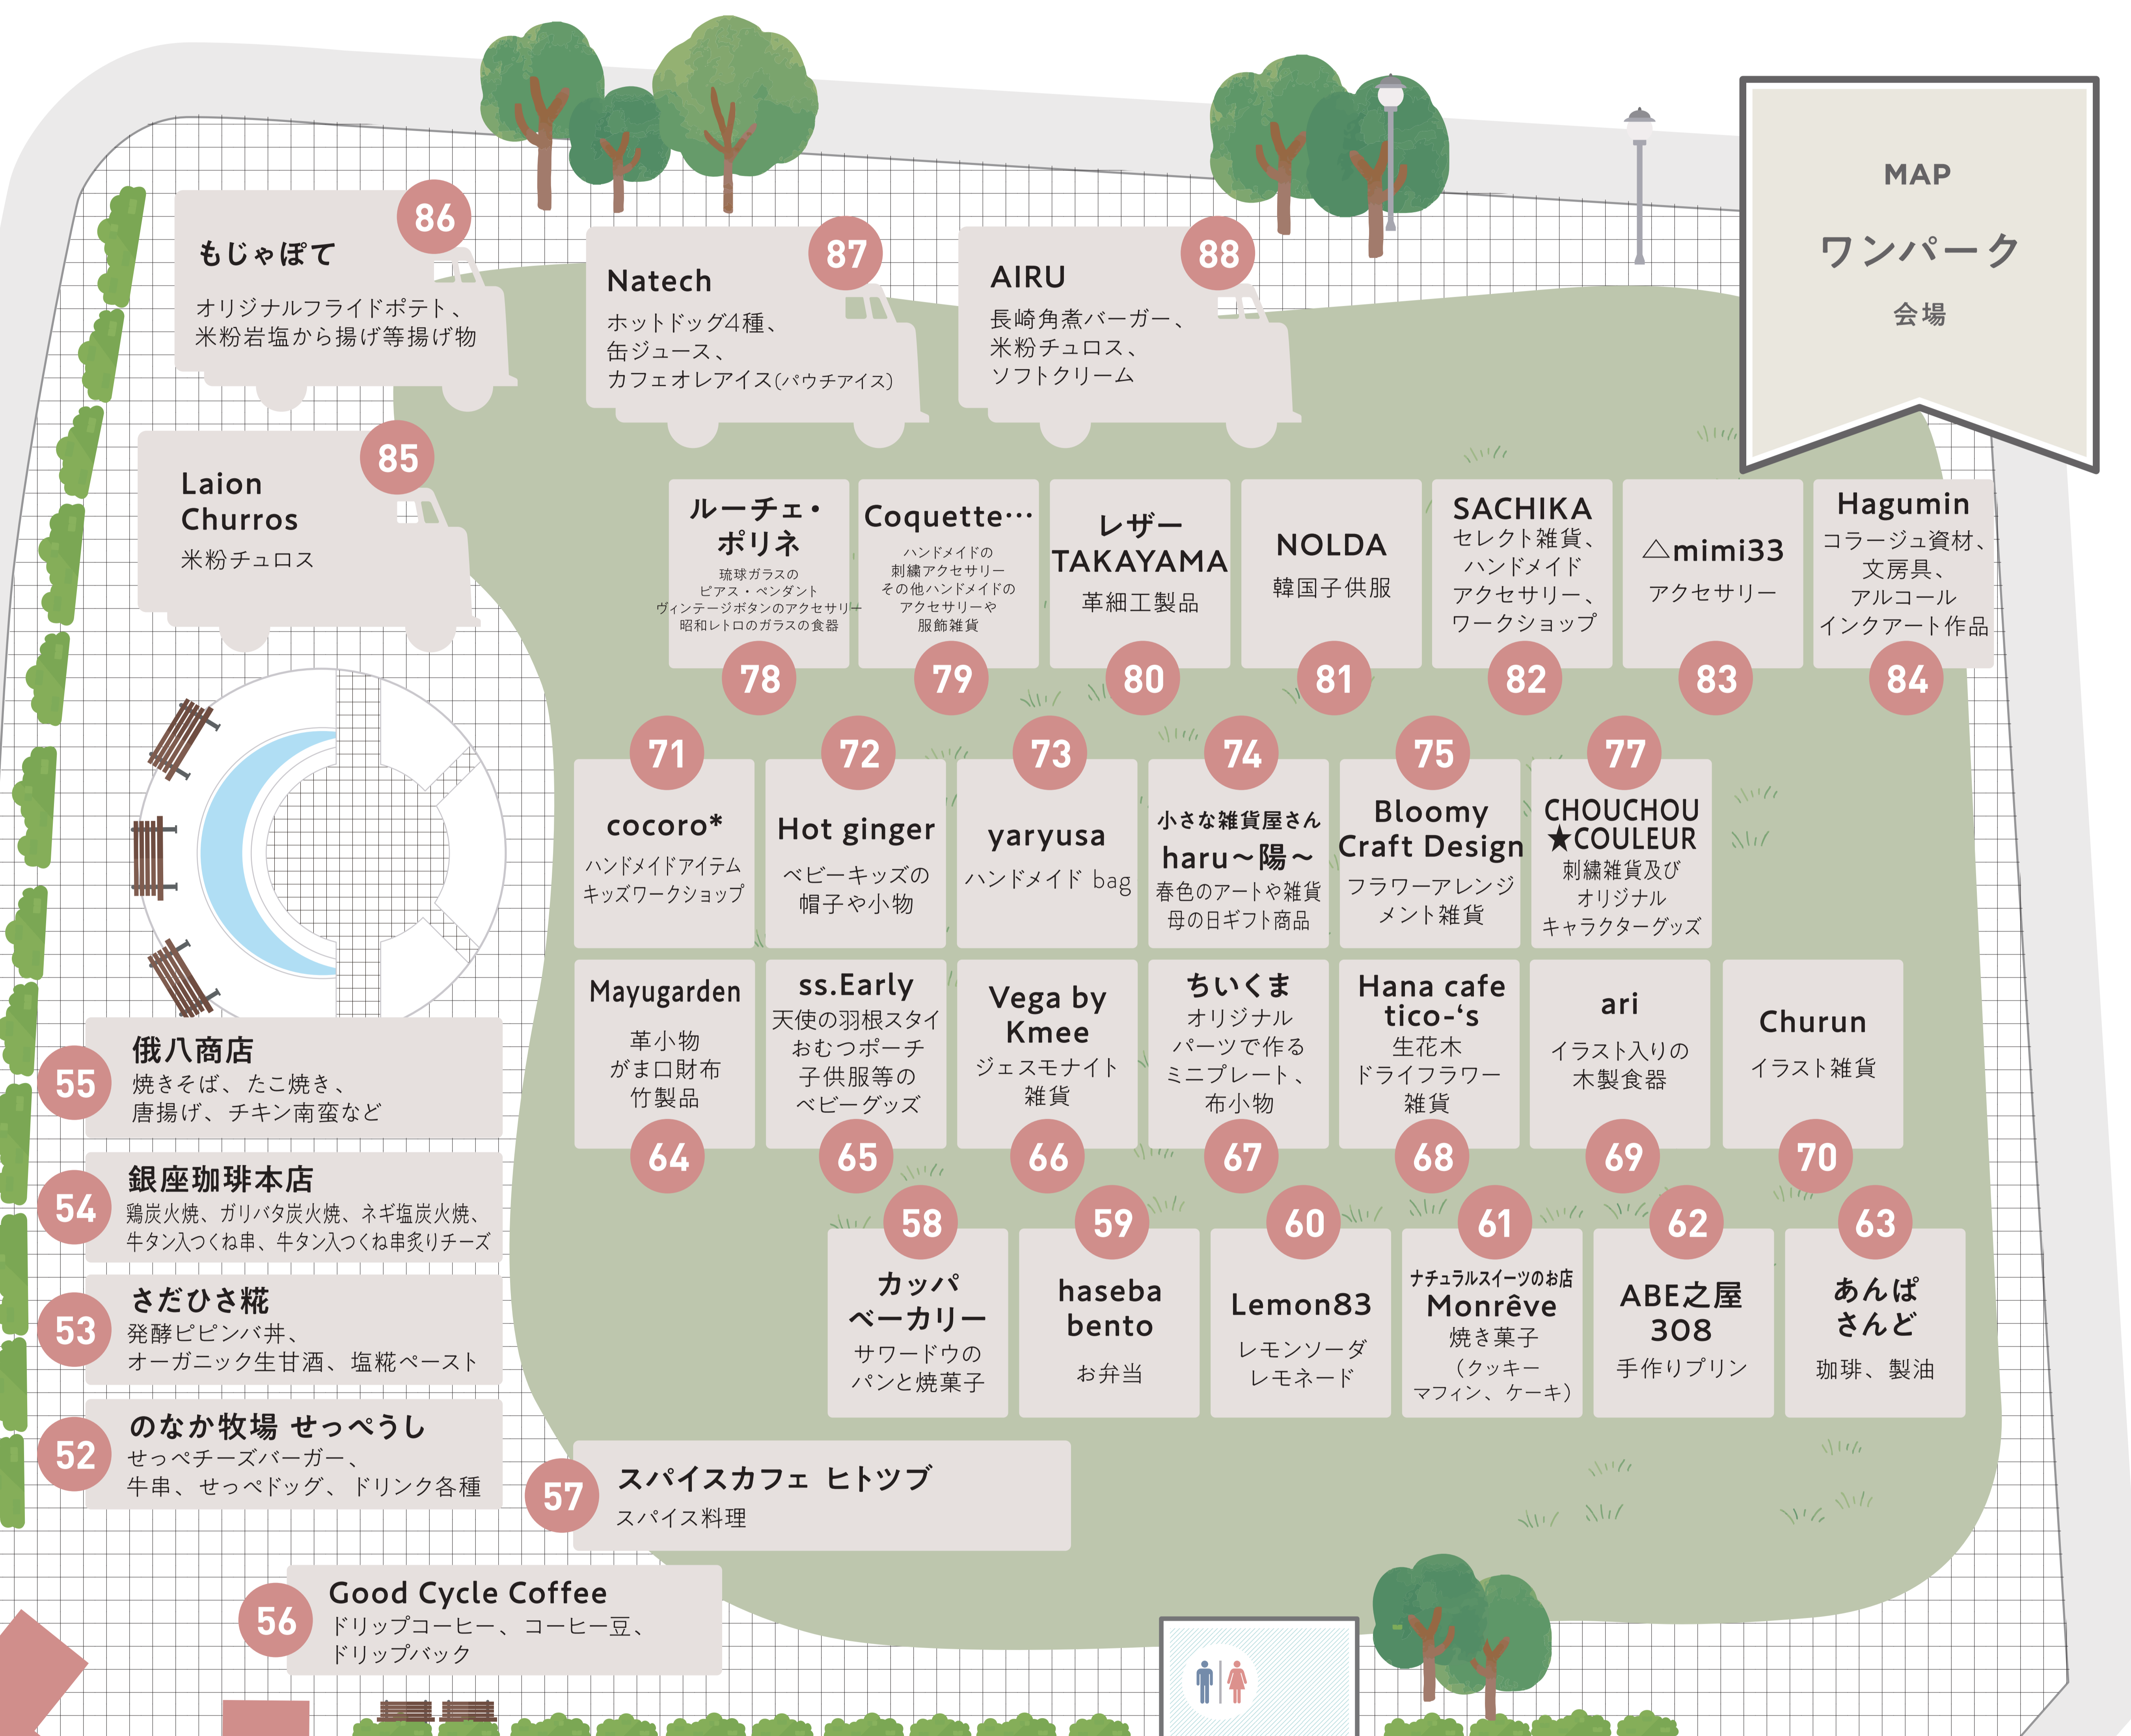 MAP
ワンパーク
会場
86
もじゃぽて
オリジナルフライドポテト、
米粉岩塩から揚げ等揚げ物
87
Natech
ホットドッグ4種、
缶ジュース、
カフェオレアイス(パウチアイス)
88
AIRU
長崎角煮バーガー、
米粉チュロス、
ソフトクリーム
85
Laion
Churros
米粉チュロス
ルーチェ・
ポリネ
琉球ガラスの
ピアス・ペンダント
ヴィンテージボタンのアクセサリー
昭和レトロのガラスの食器
78
Coquette…
ハンドメイドの
刺繍アクセサリー
その他ハンドメイドの
アクセサリーや
服飾雑貨
79
レザー
TAKAYAMA
革細工製品
80
NOLDA
韓国子供服
81
SACHIKA
セレクト雑貨、
ハンドメイド
アクセサリー、
ワークショップ
82
△mimi33
アクセサリー
83
Hagumin
コラージュ資材、
文房具、
アルコール
インクアート作品
84
71
cocoro*
ハンドメイドアイテム
キッズワークショップ
72
Hot ginger
ベビーキッズの
帽子や小物
73
yaryusa
ハンドメイド bag
74
小さな雑貨屋さん
haru～陽～
春色のアートや雑貨
母の日ギフト商品
75
Bloomy
Craft Design
フラワーアレンジ
メント雑貨
77
CHOUCHOU
★COULEUR
刺繍雑貨及び
オリジナル
キャラクターグッズ
Mayugarden
革小物
がま口財布
竹製品
64
ss.Early
天使の羽根スタイ
おむつポーチ
子供服等の
ベビーグッズ
65
Vega by
Kmee
ジェスモナイト
雑貨
66
ちいくま
オリジナル
パーツで作る
ミニプレート、
布小物
67
Hana cafe
tico-‘s
生花木
ドライフラワー
雑貨
68
ari
イラスト入りの
木製食器
69
Churun
イラスト雑貨
70
55
俄八商店
焼きそば、たこ焼き、
唐揚げ、チキン南蛮など
54
銀座珈琲本店
鶏炭火焼、ガリバタ炭火焼、ネギ塩炭火焼、
牛タン入つくね串、牛タン入つくね串炙りチーズ
53
さだひさ糀
発酵ビビンバ丼、
オーガニック生甘酒、塩糀ペースト
52
のなか牧場 せっぺうし
せっぺチーズバーガー、
牛串、せっぺドッグ、ドリンク各種
58
カッパ
ベーカリー
サワードウの
パンと焼菓子
59
haseba
bento
お弁当
60
Lemon83
レモンソーダ
レモネード
61
ナチュラルスイーツのお店
Monrêve
焼き菓子
（クッキー
マフィン、ケーキ）
62
ABE之屋
308
手作りプリン
63
あんぱ
さんど
珈琲、製油
57
スパイスカフェ ヒトツブ
スパイス料理
56
Good Cycle Coffee
ドリップコーヒー、コーヒー豆、
ドリップバック